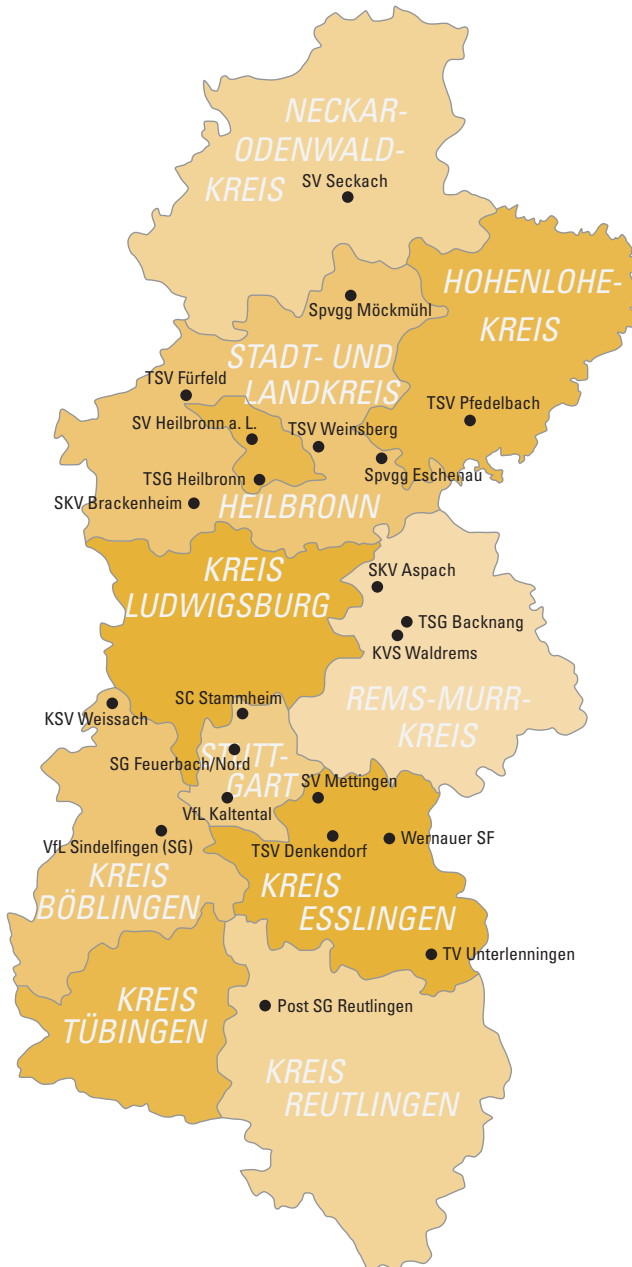 NECKAR-
ODENWALD-
KREIS
SV Seckach
HOHENLOHE-
KREIS
Spvgg Möckmühl
STADT- UND
LANDKREIS
TSV Fürfeld
TSV Pfedelbach
SV Heilbronn a. L.
TSV Weinsberg
Spvgg Eschenau
TSG Heilbronn
SKV Brackenheim
HEILBRONN
KREIS
LUDWIGSBURG
SKV Aspach
TSG Backnang
KVS Waldrems
REMS-MURR-
KREIS
SC Stammheim
KSV Weissach
STUTT-
GART
SG Feuerbach/Nord
SV Mettingen
VfL Kaltental
VfL Sindelfingen (SG)
TSV Denkendorf
Wernauer SF
KREIS
BÖBLINGEN
KREIS
ESSLINGEN
TV Unterlenningen
KREIS
TÜBINGEN
Post SG Reutlingen
KREIS
REUTLINGEN